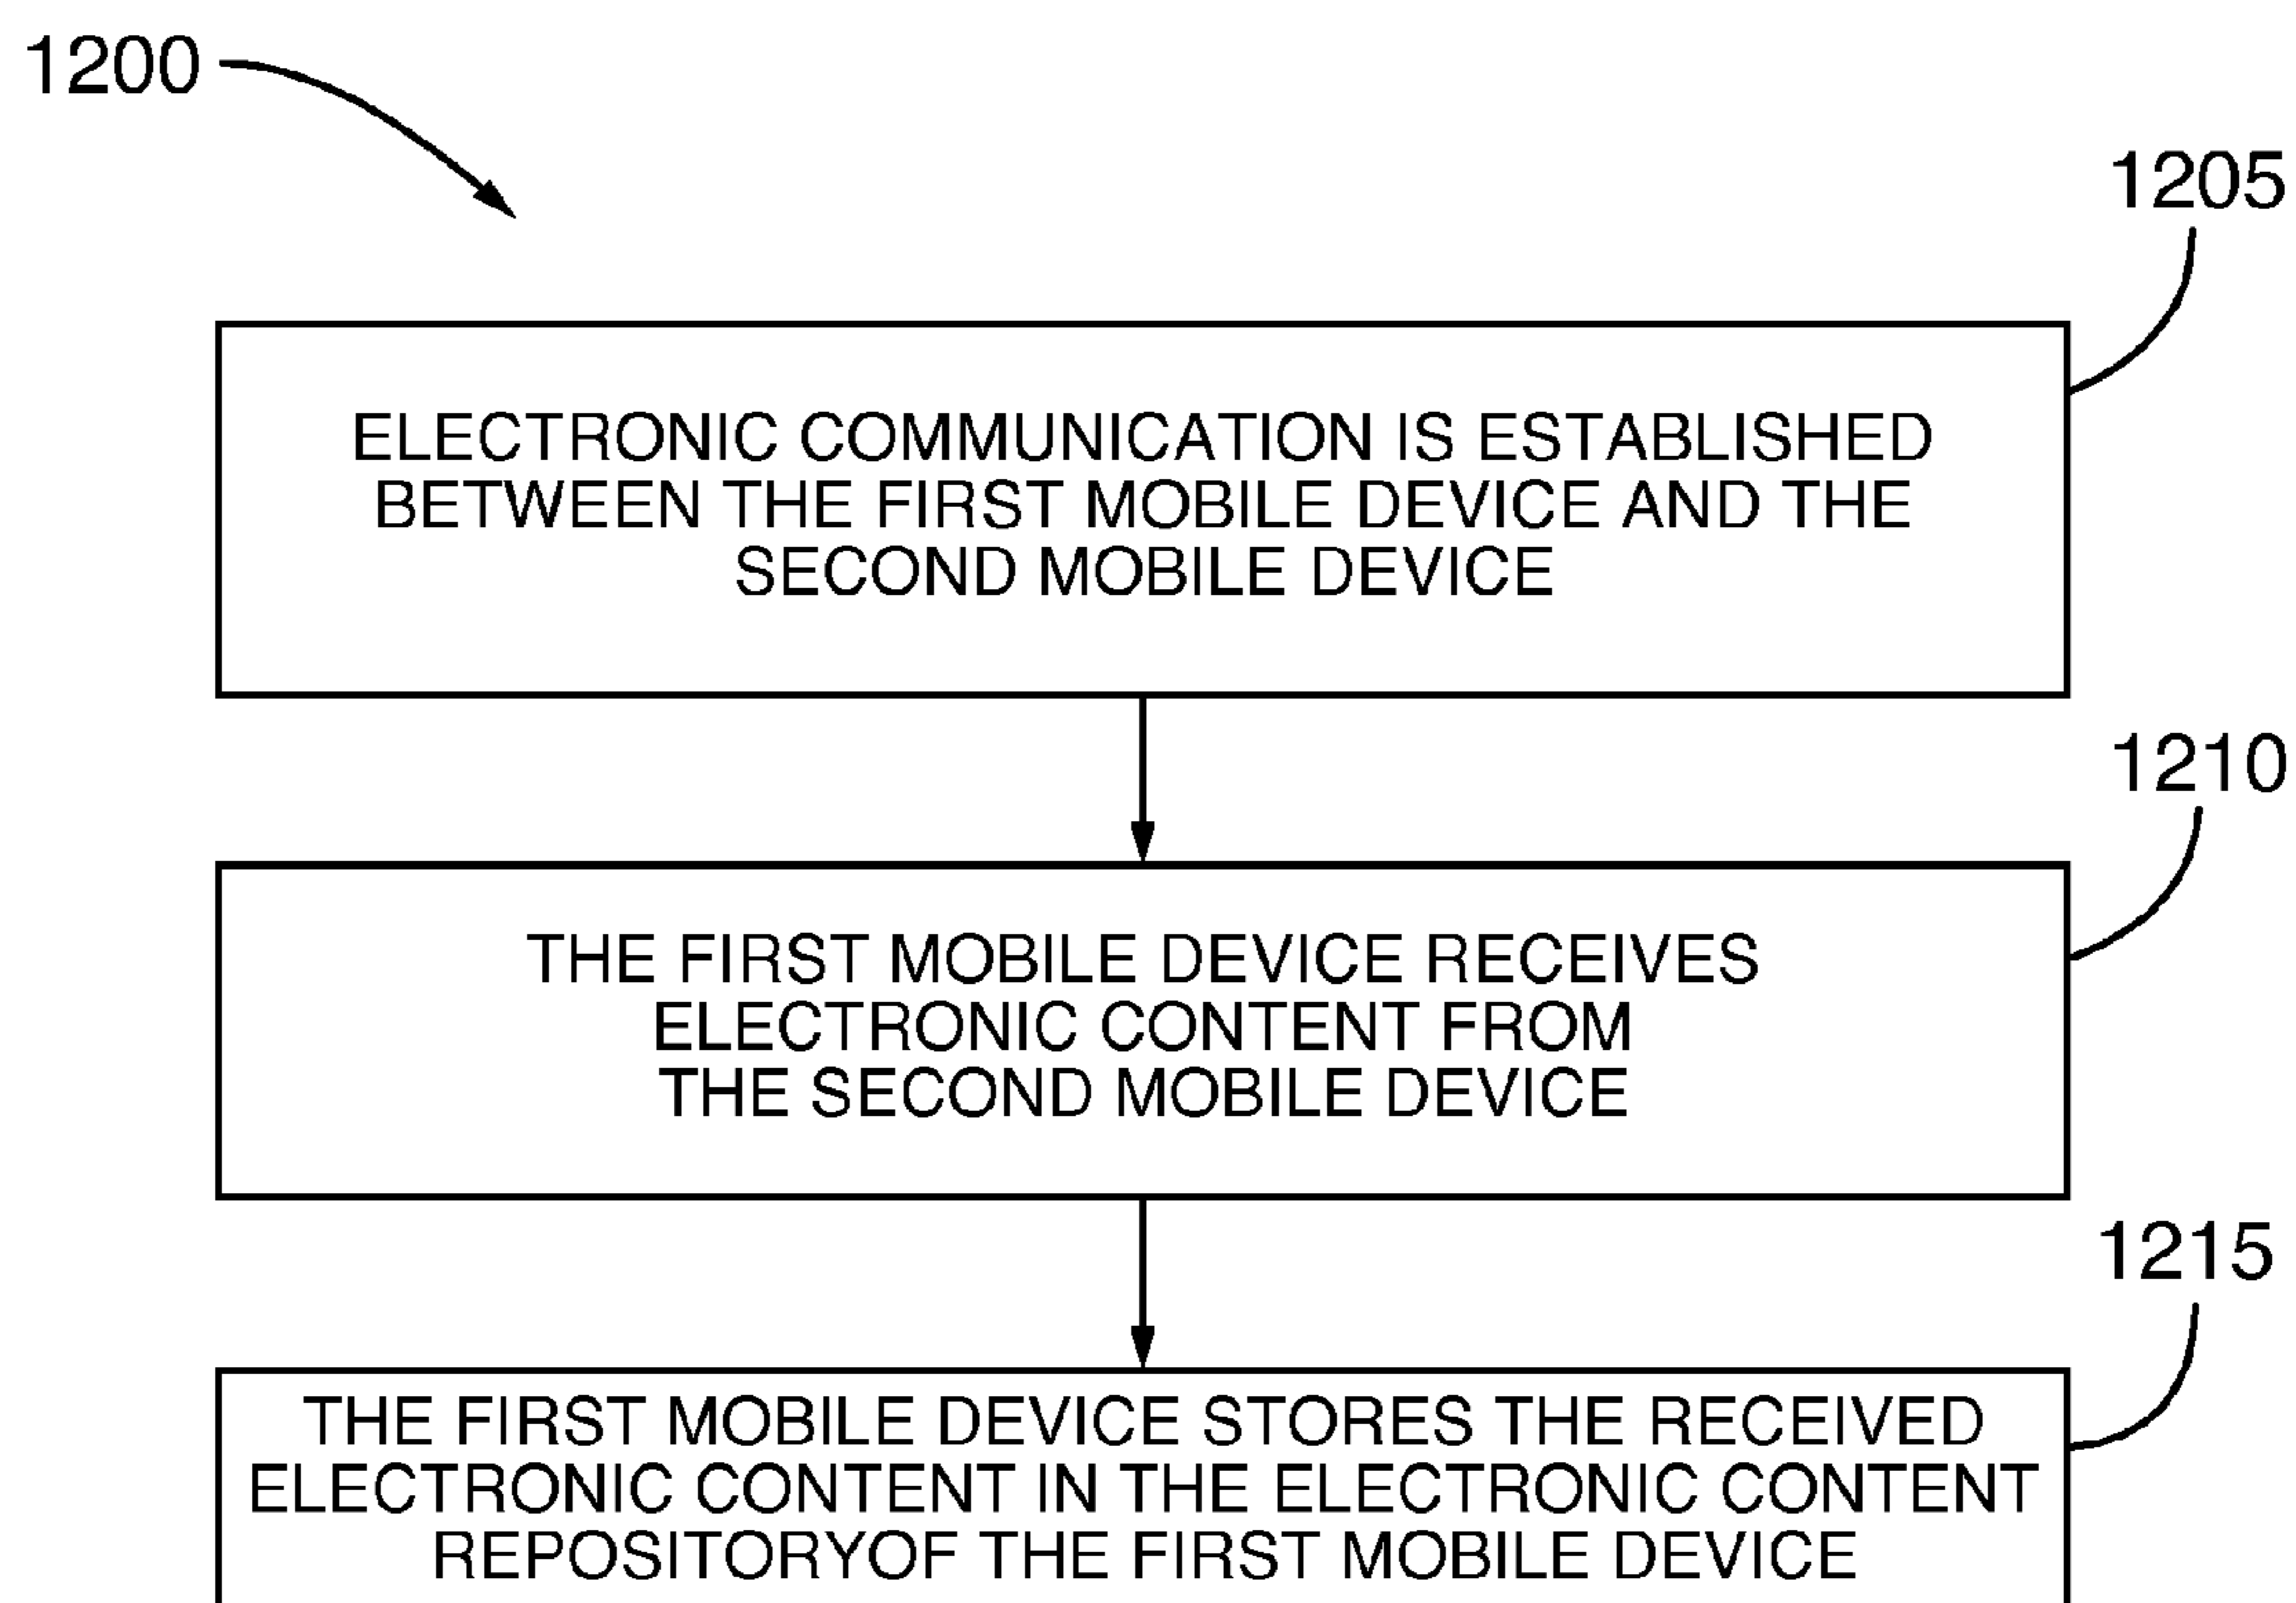 1200
1205
ELECTRONIC COMMUNICATION IS ESTABLISHED
BETWEEN THE FIRST MOBILE DEVICE AND THE
SECOND MOBILE DEVICE
1210
THE FIRST MOBILE DEVICE RECEIVES
ELECTRONIC CONTENT FROM
THE SECOND MOBILE DEVICE
1215
THE FIRST MOBILE DEVICE STORES THE RECEIVED
ELECTRONIC CONTENT IN THE ELECTRONIC CONTENT
REPOSITORYOF THE FIRST MOBILE DEVICE